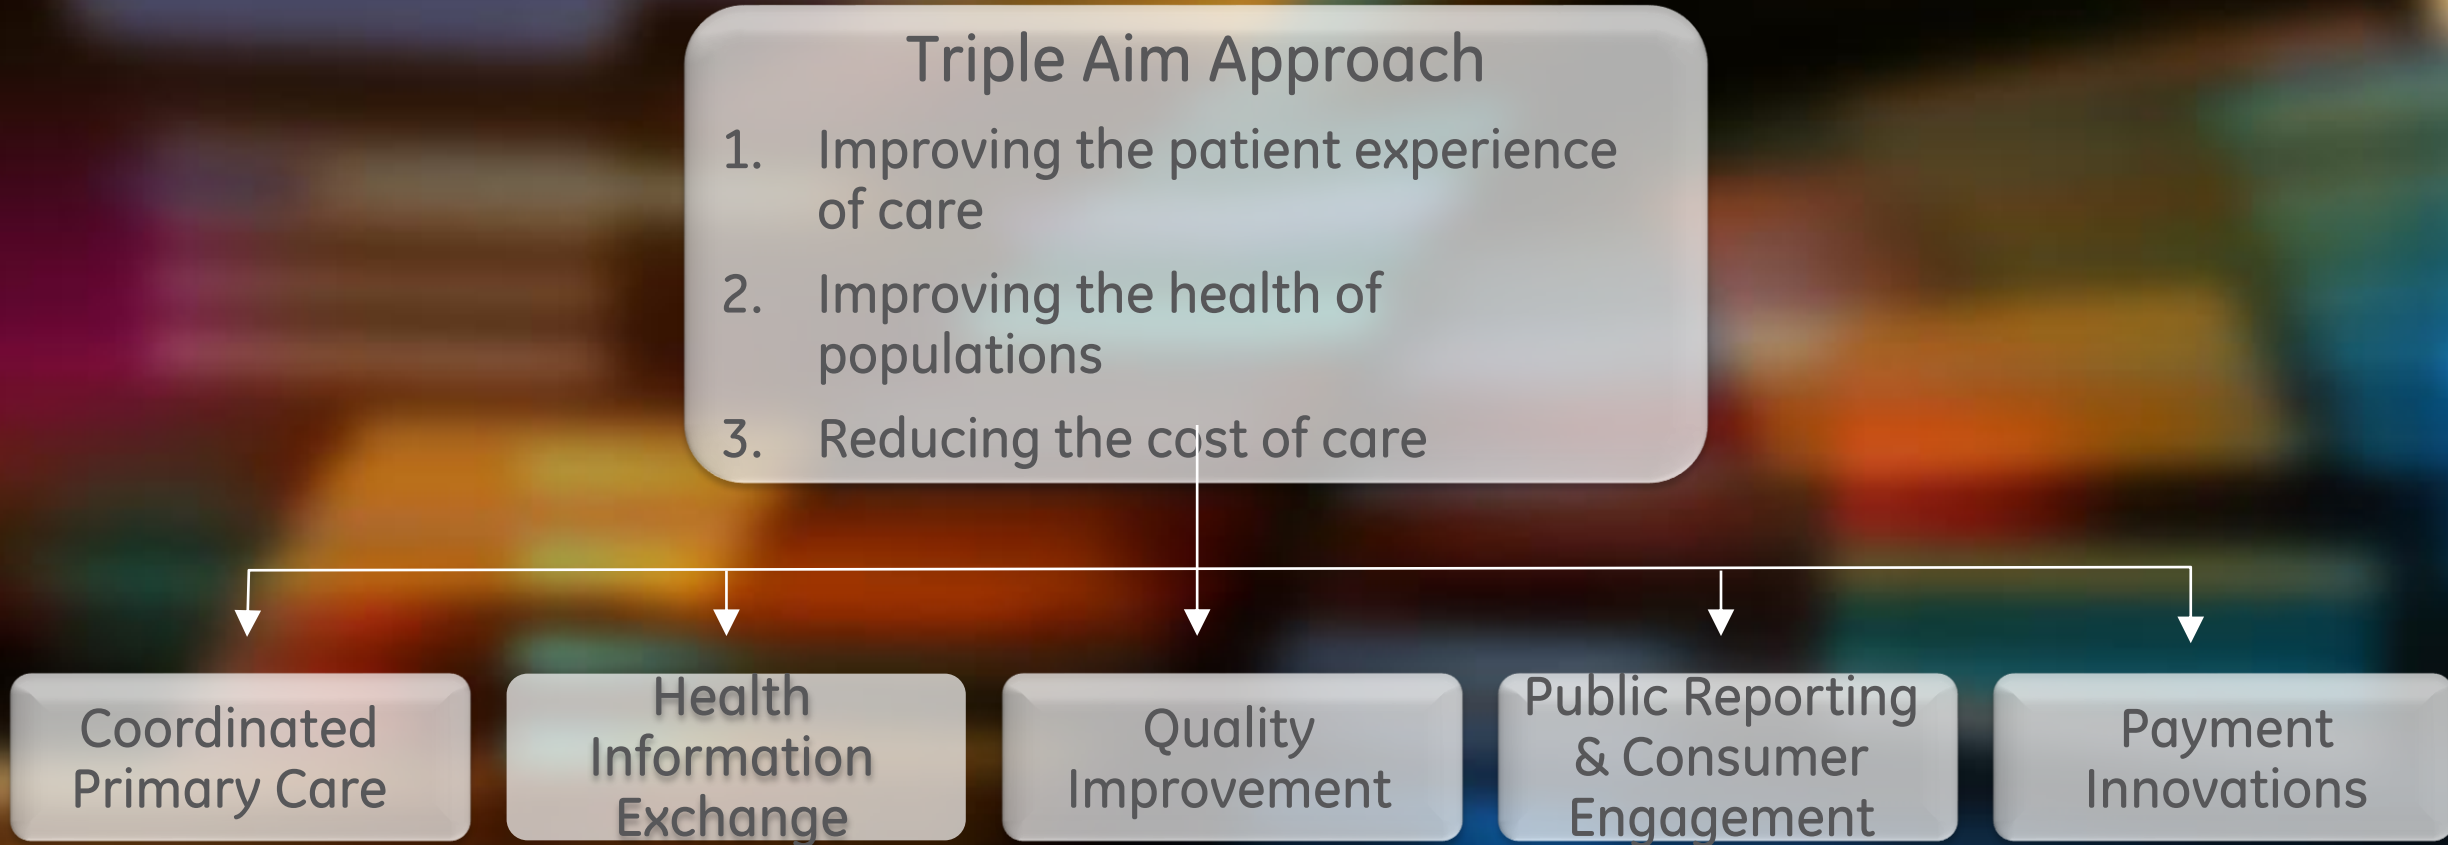 Triple Aim Approach
1. Improving the patient experience
of care
2. Improving the health of
populations
3. Reducing the cost of care
Coordinated
Primary Care
Health
Information
Exchange
Quality
Improvement
Public Reporting
& Consumer
Engagement
Payment
Innovations